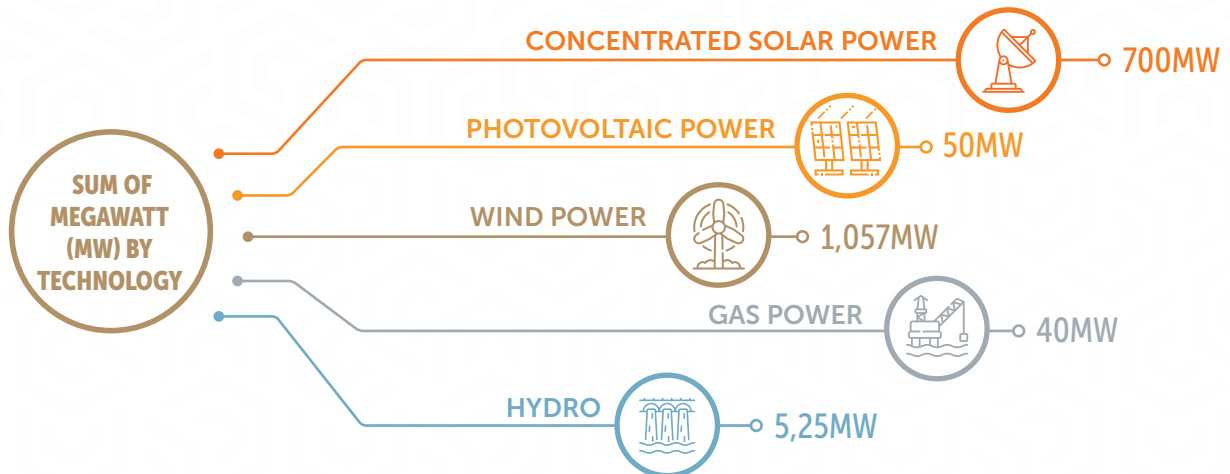 SUM OF
MEGAWATT
(MW) BY
TECHNOLOGY
CONCENTRATED SOLAR POWER
700MW
PHOTOVOLTAIC POWER
50MW
WIND POWER
1,057MW
GAS POWER
40MW
HYDRO
5,25MW